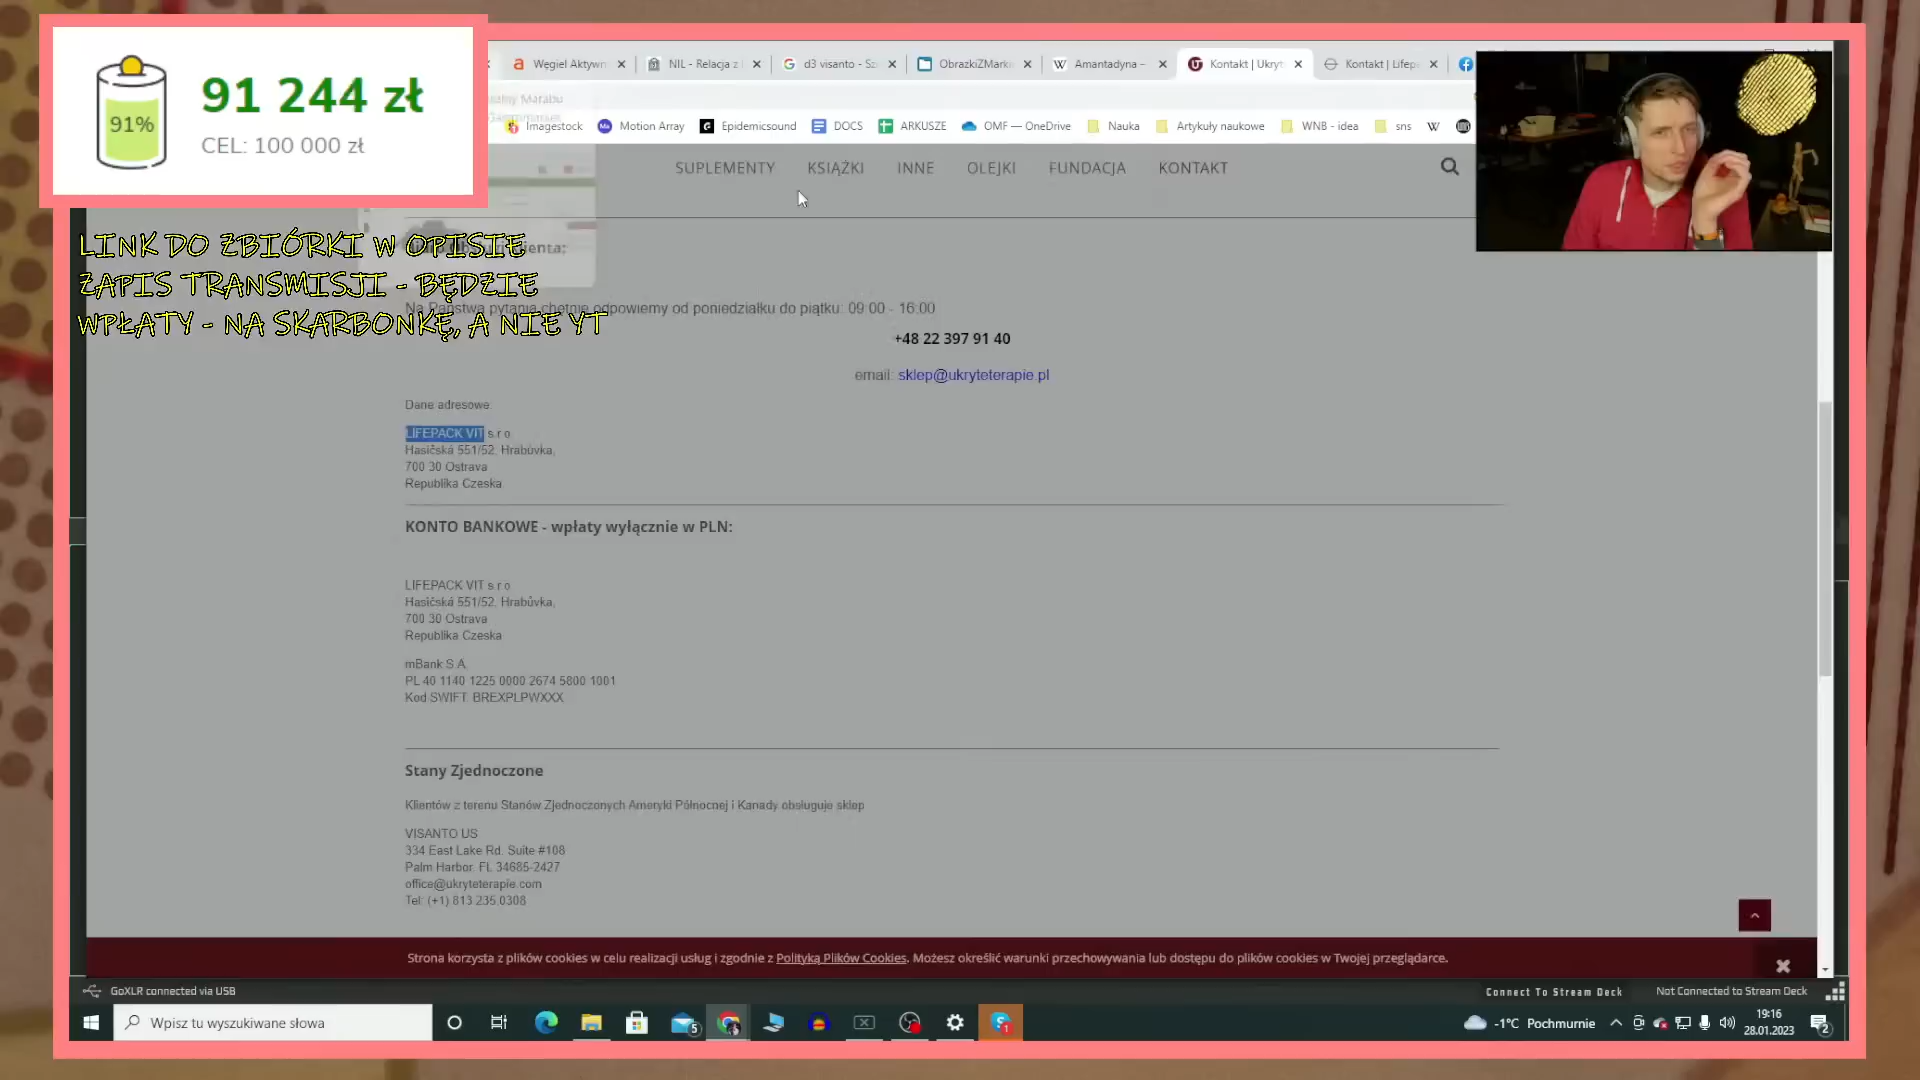 91%
91 244 zł
CEL: 100 000 zł
LINK DO ZBIÓRKI W OPISIE
ZAPIS TRANSMISJI - BĘDZIE
WPŁATY - NA SKARBONKĘ, A NIE YT
Węgiel Aktywn
NIL - Relacja z
d3 visanto - Sz
ObrazkiZMark
Amantadyna –
Kontakt | Ukryt
Kontakt | Lifep
Imagestock
Motion Array
Epidemicsound
DOCS
ARKUSZE
OMF — OneDrive
Nauka
Artykuły naukowe
WNB - idea
sns
SUPLEMENTY
KSIĄŻKI
INNE
OLEJKI
FUNDACJA
KONTAKT
Na Państwa pytania chętnie odpowiemy od poniedziałku do piątku: 09:00 - 16:00
+48 22 397 91 40
email: sklep@ukryteterapie.pl
Dane adresowe:
LIFEPACK VIT s.r.o.
Hasičská 551/52, Hrabůvka,
700 30 Ostrava
Republika Czeska
KONTO BANKOWE - wpłaty wyłącznie w PLN:
LIFEPACK VIT s.r.o.
Hasičská 551/52, Hrabůvka,
700 30 Ostrava
Republika Czeska
mBank S.A.
PL 40 1140 1225 0000 2674 5800 1001
Kod SWIFT: BREXPLPWXXX
Stany Zjednoczone
Klientów z terenu Stanów Zjednoczonych Ameryki Północnej i Kanady obsługuje sklep
VISANTO US
334 East Lake Rd. Suite #108
Palm Harbor, FL 34685-2427
office@ukryteterapie.com
Tel: (+1) 813.235.0308
Strona korzysta z plików cookies w celu realizacji usług i zgodnie z Polityką Plików Cookies. Możesz określić warunki przechowywania lub dostępu do plików cookies w Twojej przeglądarce.
GoXLR connected via USB
Connect To Stream Deck
Not Connected to Stream Deck
Wpisz tu wyszukiwane słowa
5
1
-1°C Pochmurnie
19:16
28.01.2023
2